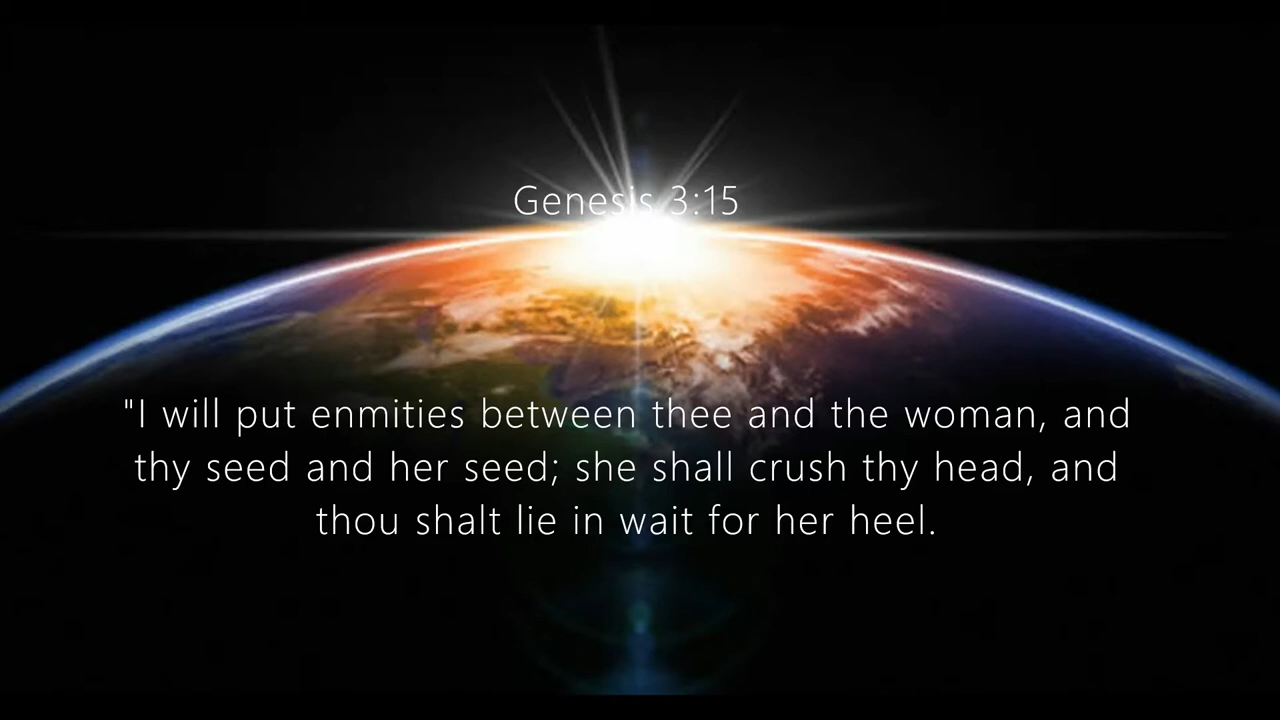 Genesis 3:15
"I will put enmities between thee and the woman, and
thy seed and her seed; she shall crush thy head, and
thou shalt lie in wait for her heel.